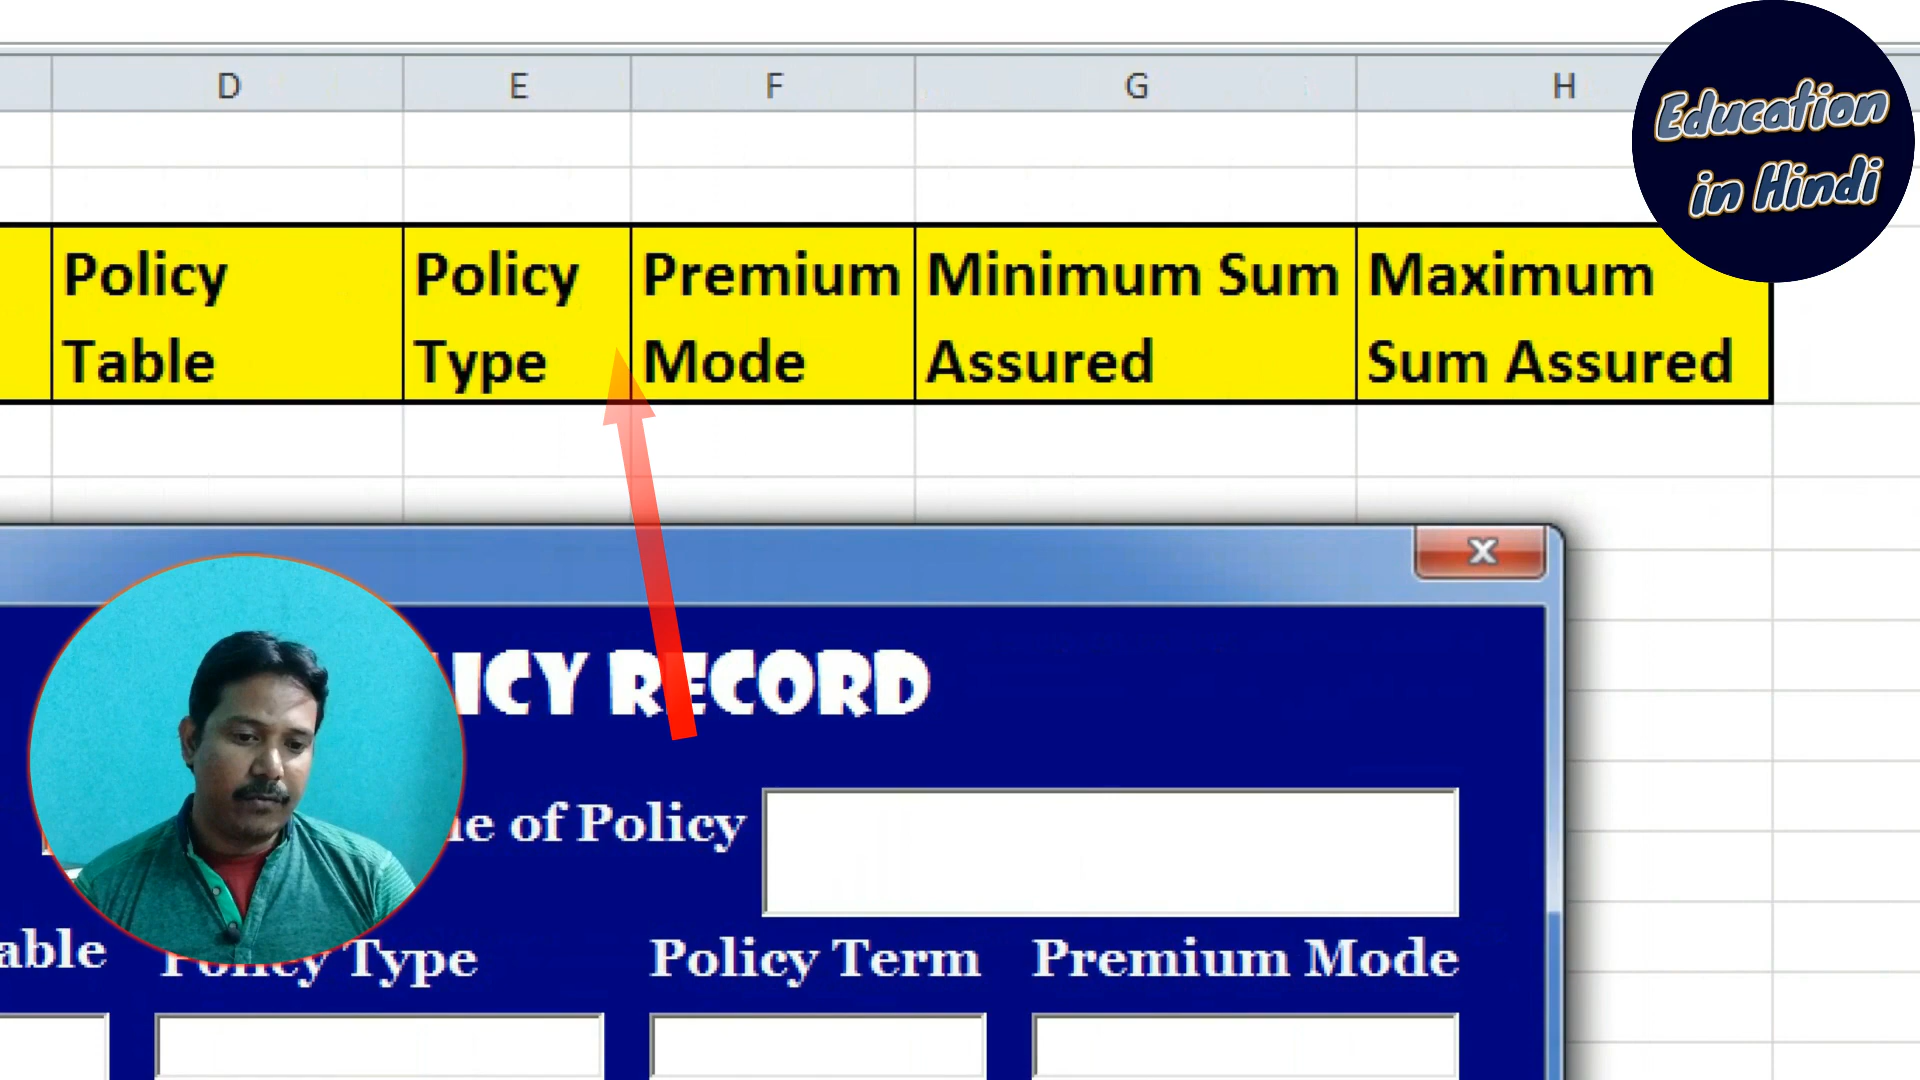 D E F G H
Education
in Hindi
Policy Policy Premium Minimum Sum Maximum
Table Type Mode Assured Sum Assured
X
ICY RECORD
of Policy
Policy Type Policy Term Premium Mode